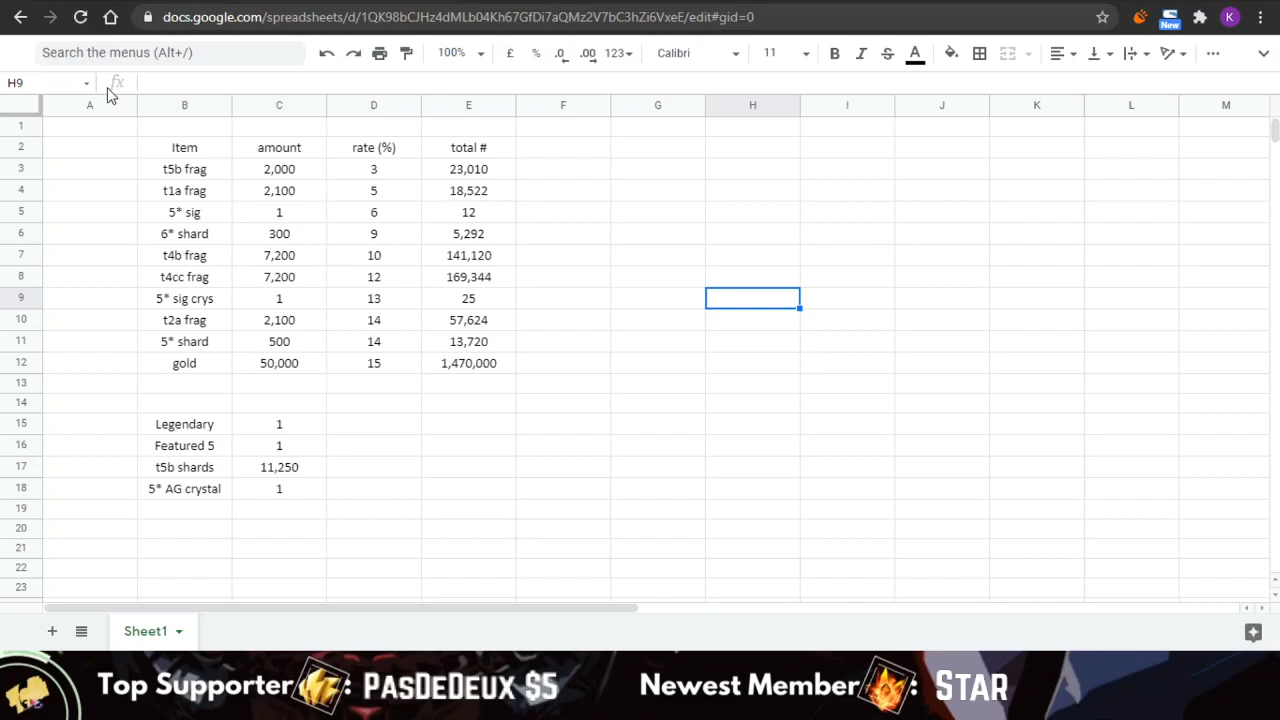 docs.google.com/spreadsheets/d/1QK98bCJHz4dMLb04Kh67GfDi7aQMz2V7bC3hZi6VxeE/edit#gid=0
New
K
Search the menus (Alt+/)
100%
£ % .0 .00 123
Calibri
11
B I S A
H9
fx
A B C D E F G H I J K L M
1
2 Item amount rate (%) total #
3 t5b frag 2,000 3 23,010
4 t1a frag 2,100 5 18,522
5 5* sig 1 6 12
6 6* shard 300 9 5,292
7 t4b frag 7,200 10 141,120
8 t4cc frag 7,200 12 169,344
9 5* sig crys 1 13 25
10 t2a frag 2,100 14 57,624
11 5* shard 500 14 13,720
12 gold 50,000 15 1,470,000
13
14
15 Legendary 1
16 Featured 5 1
17 t5b shards 11,250
18 5* AG crystal 1
19
20
21
22
23
Sheet1
Top Supporter : PasDeDeux $5
Newest Member : Star